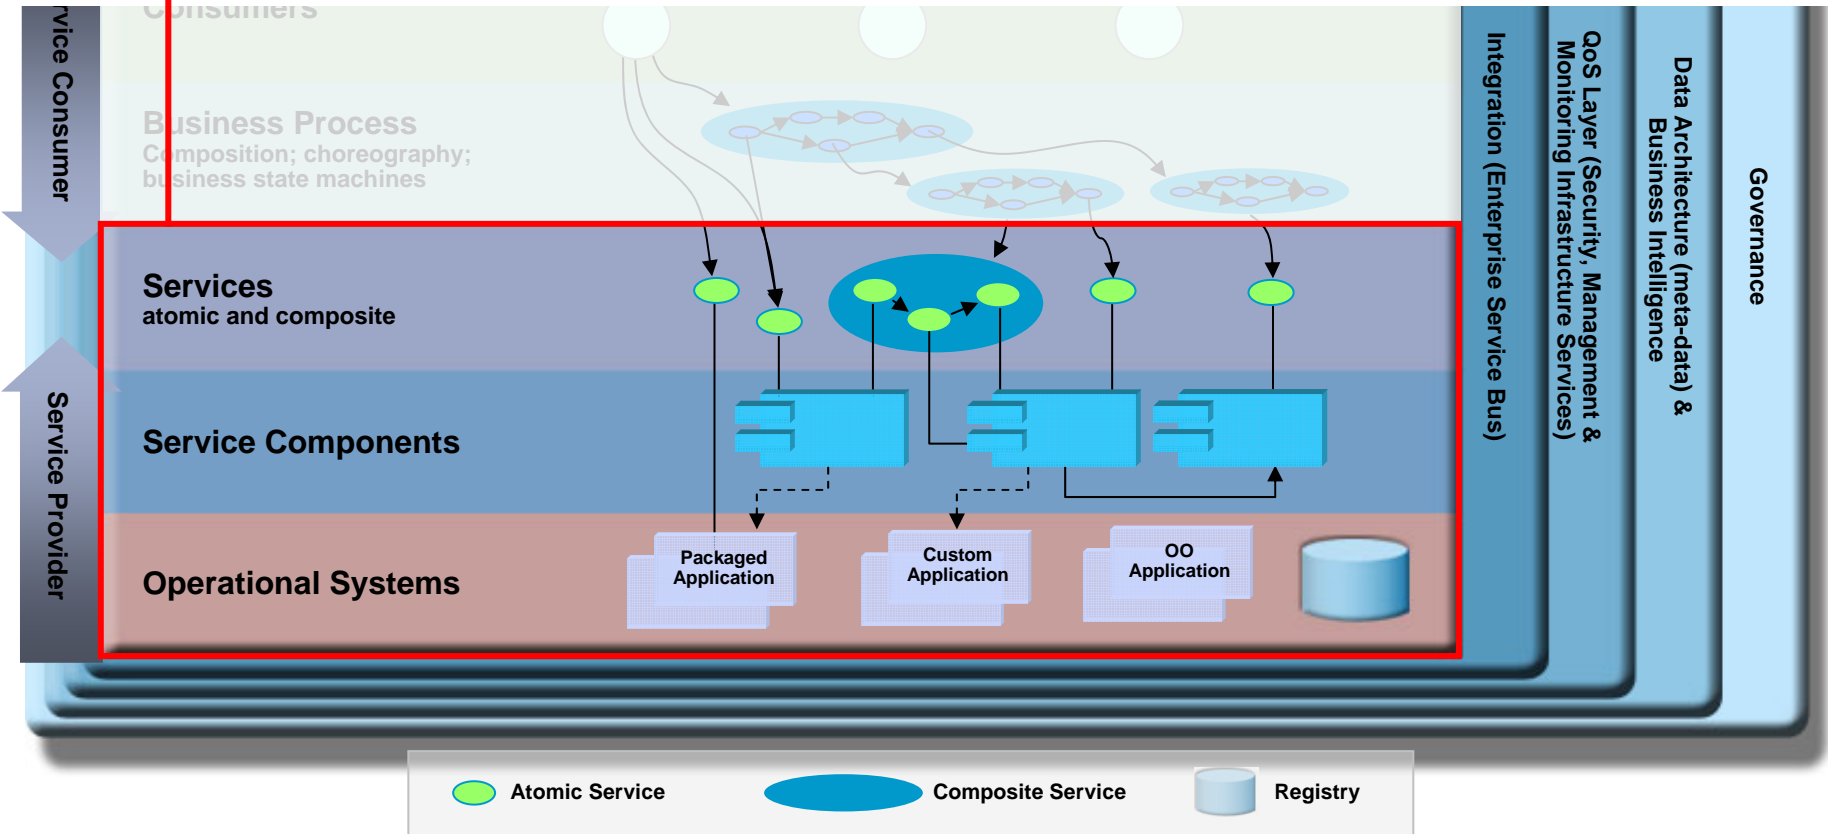 Consumers
Business Process
Composition; choreography;
business state machines
Services
atomic and composite
Service Components
Operational Systems
Packaged
Application
Custom
Application
OO
Application
Consumer
Service Provider
Integration (Enterprise Service Bus)
QoS Layer (Security, Management &
Monitoring Infrastructure Services)
Data Architecture (meta-data) &
Business Intelligence
Governance
Atomic Service
Composite Service
Registry